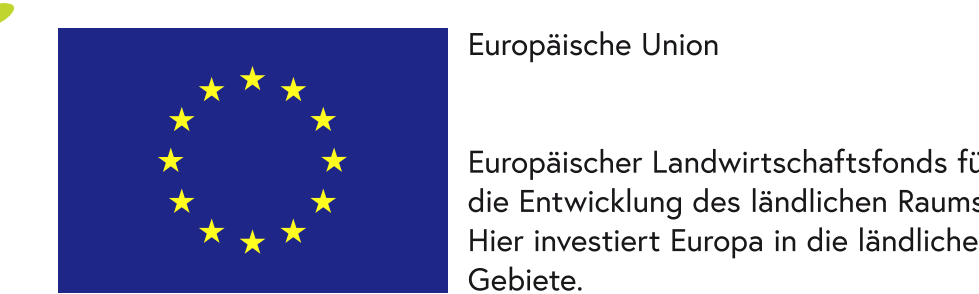 Europäische Union
Europäischer Landwirtschaftsfonds fü
die Entwicklung des ländlichen Raums
Hier investiert Europa in die ländliche
Gebiete.